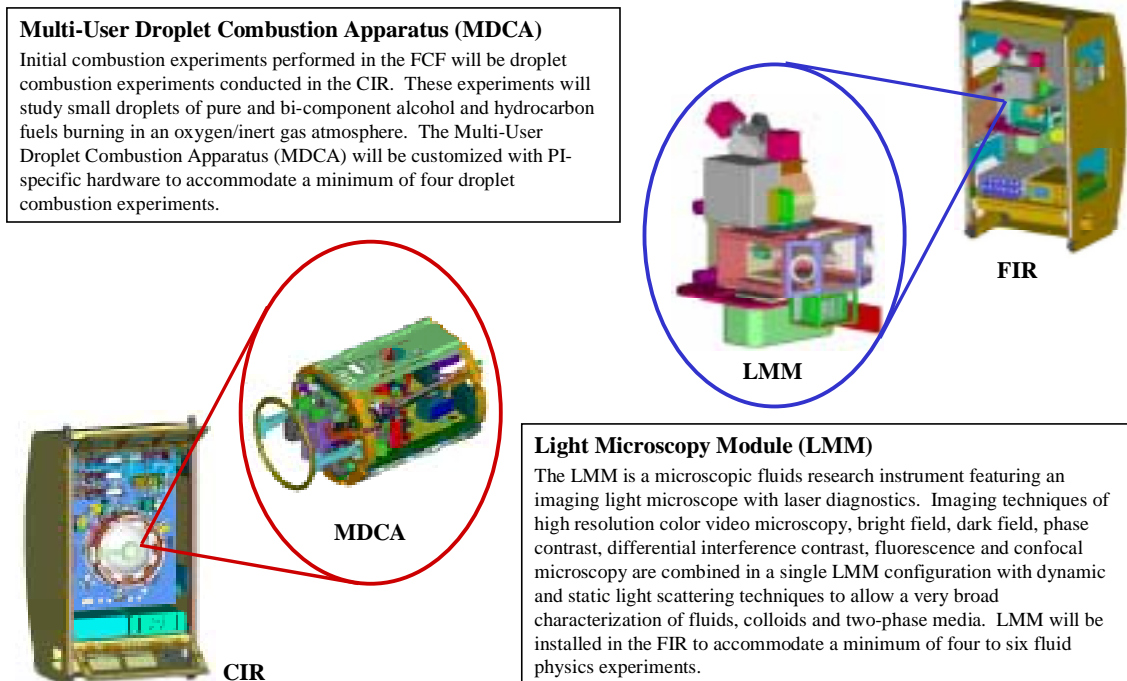 Multi-User Droplet Combustion Apparatus (MDCA)
Initial combustion experiments performed in the FCF will be droplet
combustion experiments conducted in the CIR. These experiments will
study small droplets of pure and bi-component alcohol and hydrocarbon
fuels burning in an oxygen/inert gas atmosphere. The Multi-User
Droplet Combustion Apparatus (MDCA) will be customized with PI-
specific hardware to accommodate a minimum of four droplet
combustion experiments.
FIR
LMM
MDCA
CIR
Light Microscopy Module (LMM)
The LMM is a microscopic fluids research instrument featuring an
imaging light microscope with laser diagnostics. Imaging techniques of
high resolution color video microscopy, bright field, dark field, phase
contrast, differential interference contrast, fluorescence and confocal
microscopy are combined in a single LMM configuration with dynamic
and static light scattering techniques to allow a very broad
characterization of fluids, colloids and two-phase media. LMM will be
installed in the FIR to accommodate a minimum of four to six fluid
physics experiments.